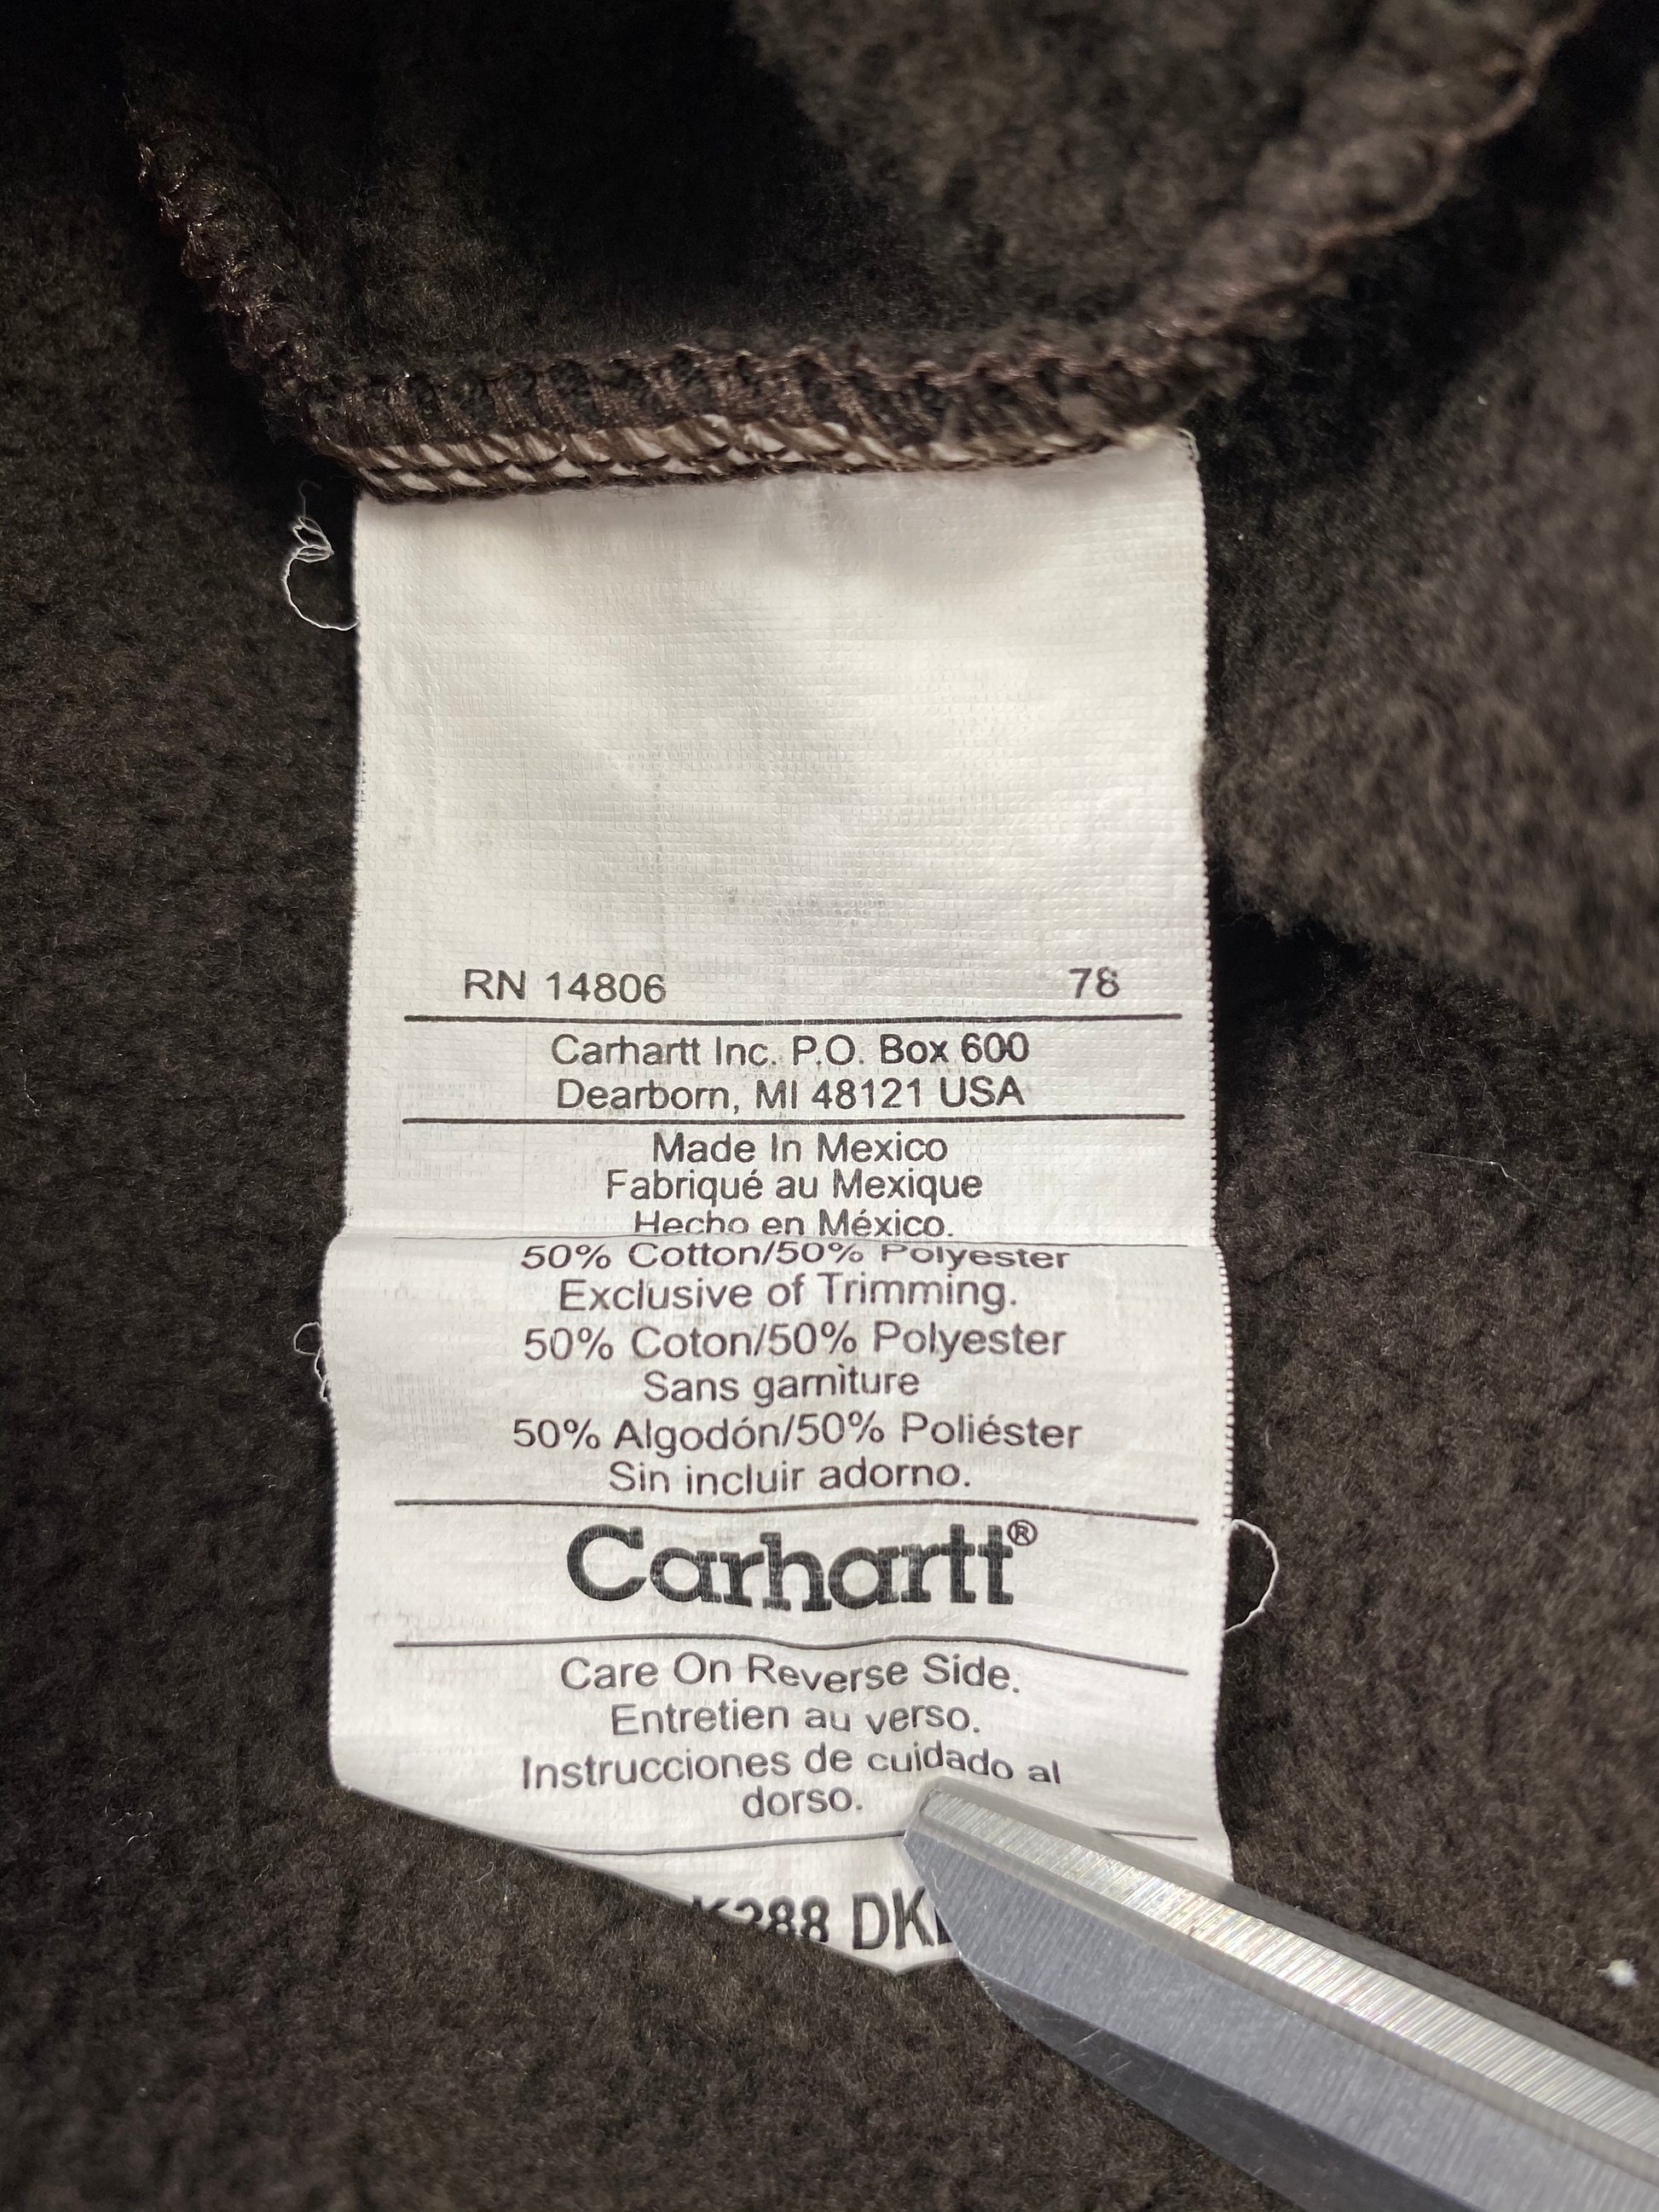 RN 14806 78
Carhartt Inc. P.O. Box 600
Dearborn, MI 48121 USA
Made In Mexico
Fabriqué au Mexique
Hecho en México.
50% Cotton/50% Polyester
Exclusive of Trimming.
50% Coton/50% Polyester
Sans garniture
50% Algodón/50% Poliéster
Sin incluir adorno.
Carhartt®
Care On Reverse Side.
Entretien au verso.
Instrucciones de cuidado al
dorso.
K288